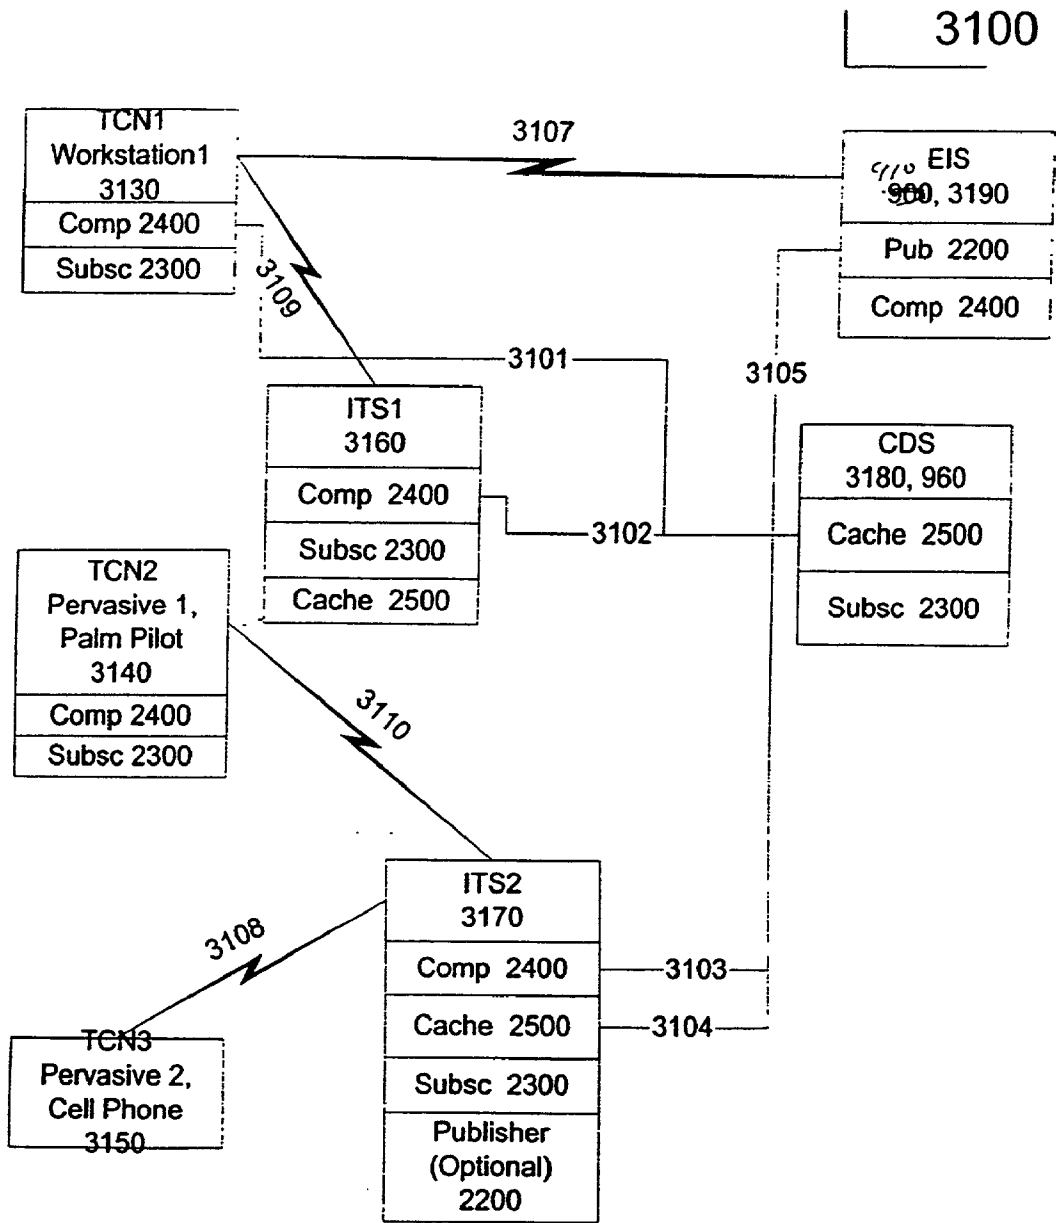 3100
TCN1
Workstation1
3130
Comp 2400
Subsc 2300
3107
EIS
910
900, 3190
Pub 2200
Comp 2400
3109
3101
3105
ITS1
3160
Comp 2400
Subsc 2300
Cache 2500
3102
CDS
3180, 960
Cache 2500
Subsc 2300
TCN2
Pervasive 1,
Palm Pilot
3140
Comp 2400
Subsc 2300
3110
ITS2
3170
Comp 2400
Cache 2500
Subsc 2300
Publisher
(Optional)
2200
3103
3104
3108
TCN3
Pervasive 2,
Cell Phone
3150